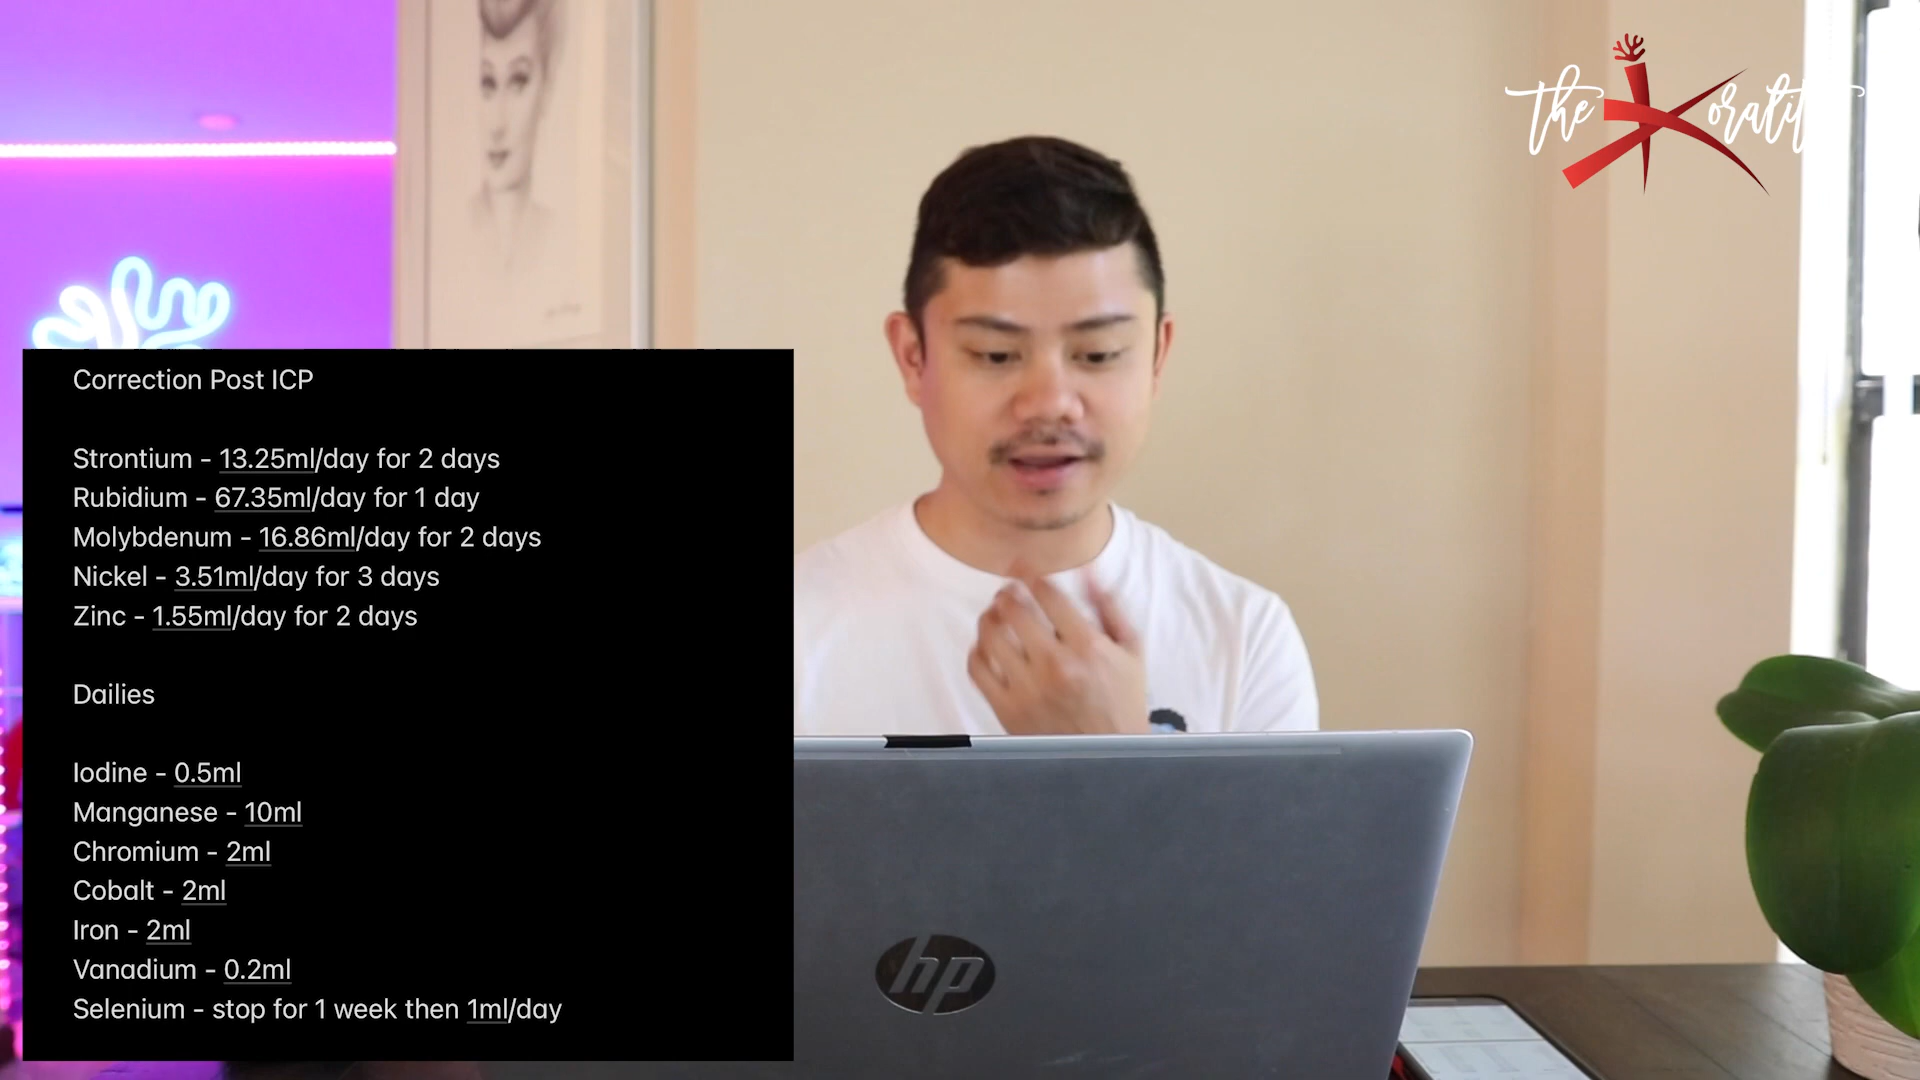 the Koralit
Correction Post ICP
Strontium - 13.25ml/day for 2 days
Rubidium - 67.35ml/day for 1 day
Molybdenum - 16.86ml/day for 2 days
Nickel - 3.51ml/day for 3 days
Zinc - 1.55ml/day for 2 days
Dailies
Iodine - 0.5ml
Manganese - 10ml
Chromium - 2ml
Cobalt - 2ml
Iron - 2ml
Vanadium - 0.2ml
Selenium - stop for 1 week then 1ml/day
hp